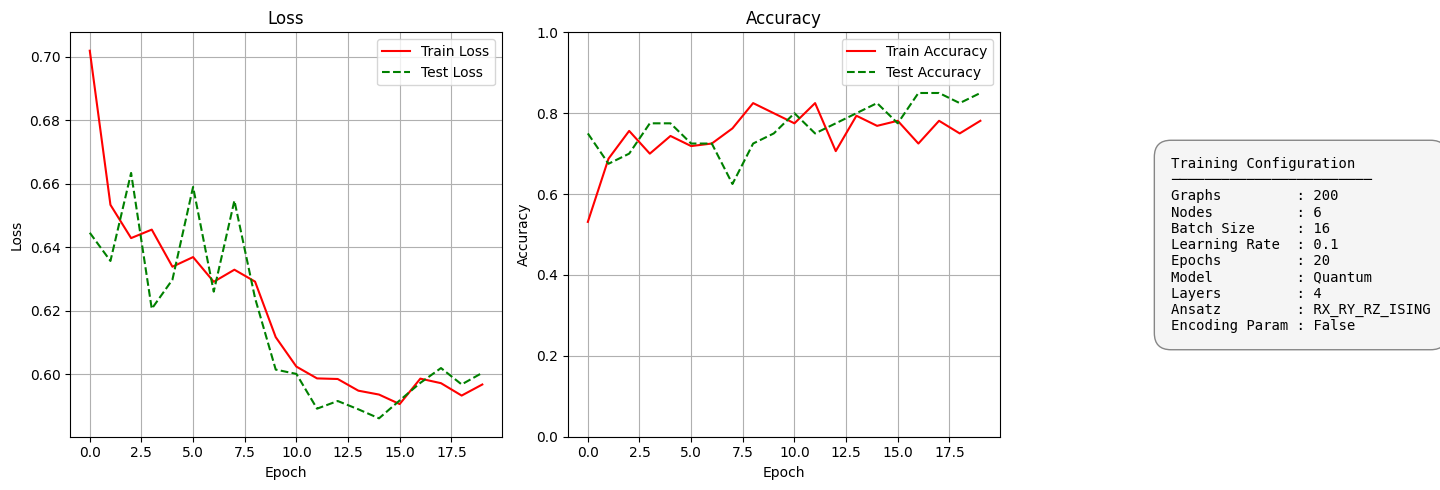 Loss
0.70
0.68
0.66
0.64
0.62
0.60
Loss
0.0 2.5 5.0 7.5 10.0 12.5 15.0 17.5
Epoch
Train Loss
Test Loss
Accuracy
1.0
0.8
0.6
0.4
0.2
0.0
Accuracy
0.0 2.5 5.0 7.5 10.0 12.5 15.0 17.5
Epoch
Train Accuracy
Test Accuracy
Training Configuration
Graphs : 200
Nodes : 6
Batch Size : 16
Learning Rate : 0.1
Epochs : 20
Model : Quantum
Layers : 4
Ansatz : RX_RY_RZ_ISING
Encoding Param : False